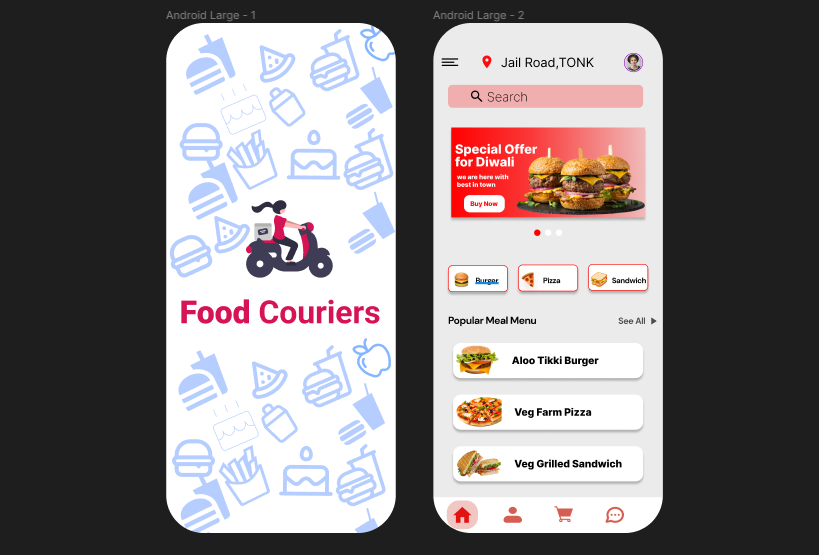 Android Large - 1
Food Couriers
Android Large - 2
Jail Road,TONK
Search
Special Offer
for Diwali
we are here with
best in town
Buy Now
Burger
Pizza
Sandwich
Popular Meal Menu
See All
Aloo Tikki Burger
Veg Farm Pizza
Veg Grilled Sandwich